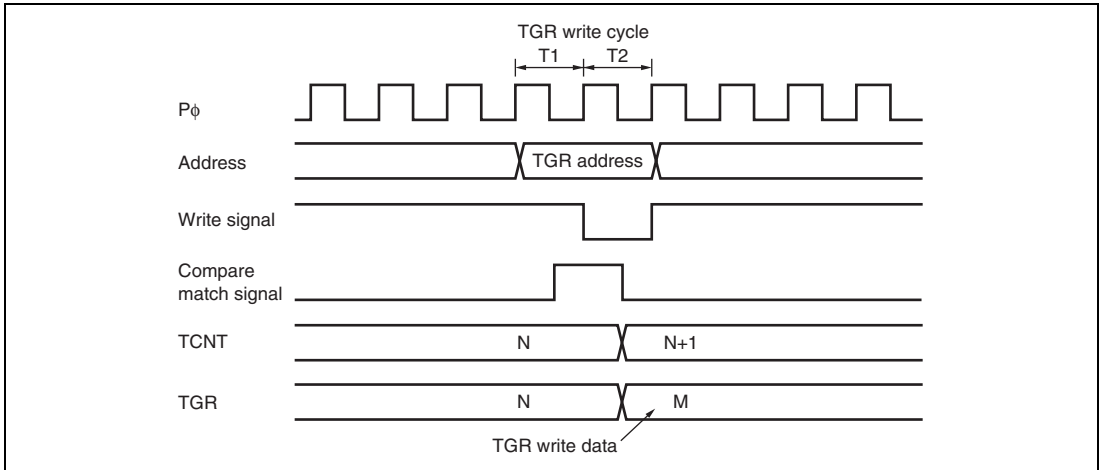 TGR write cycle
T1 T2
Pϕ
Address TGR address
Write signal
Compare
match signal
TCNT N N+1
TGR N M
TGR write data